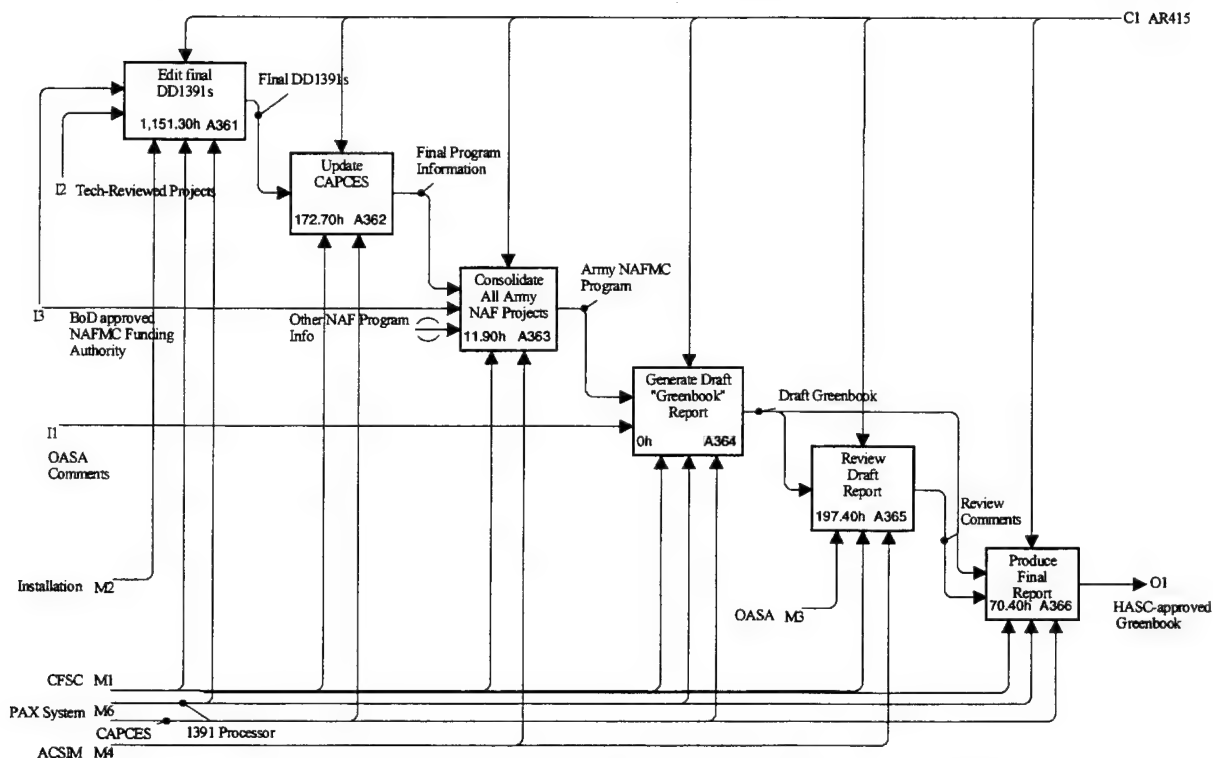 C1 AR415
Edit final
DD1391s
1,151.30h A361
FInal DD1391s
I2 Tech-Reviewed Projects
Update
CAPCES
172.70h A362
Final Program
Information
Consolidate
All Army
NAF Projects
11.90h A363
Army NAFMC
Program
I3 BoD approved
NAFMC Funding
Authority
Other NAF Program
Info
Generate Draft
"Greenbook"
Report
0h A364
Draft Greenbook
I1
OASA
Comments
Review
Draft
Report
197.40h A365
Review
Comments
Installation M2
Produce
Final
Report
70.40h A366
O1
HASC-approved
Greenbook
OASA M3
CFSC M1
PAX System M6
CAPCES 1391 Processor
ACSIM M4